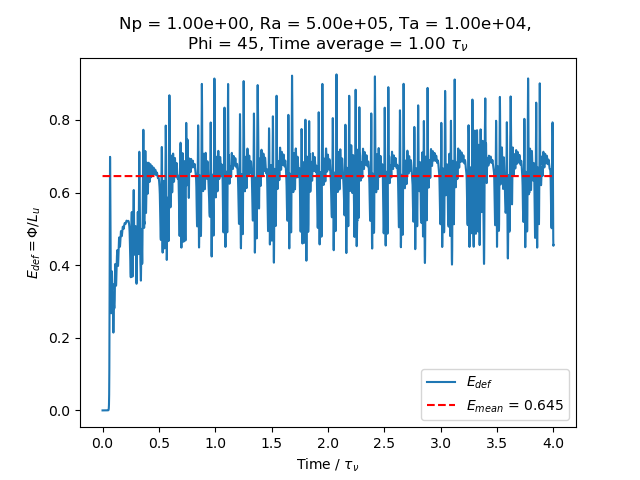 Np = 1.00e+00, Ra = 5.00e+05, Ta = 1.00e+04,
Phi = 45, Time average = 1.00 τ_ν
E_def = Φ/L_u
0.8
0.6
0.4
0.2
0.0
E_def
E_mean = 0.645
0.0 0.5 1.0 1.5 2.0 2.5 3.0 3.5 4.0
Time / τ_ν